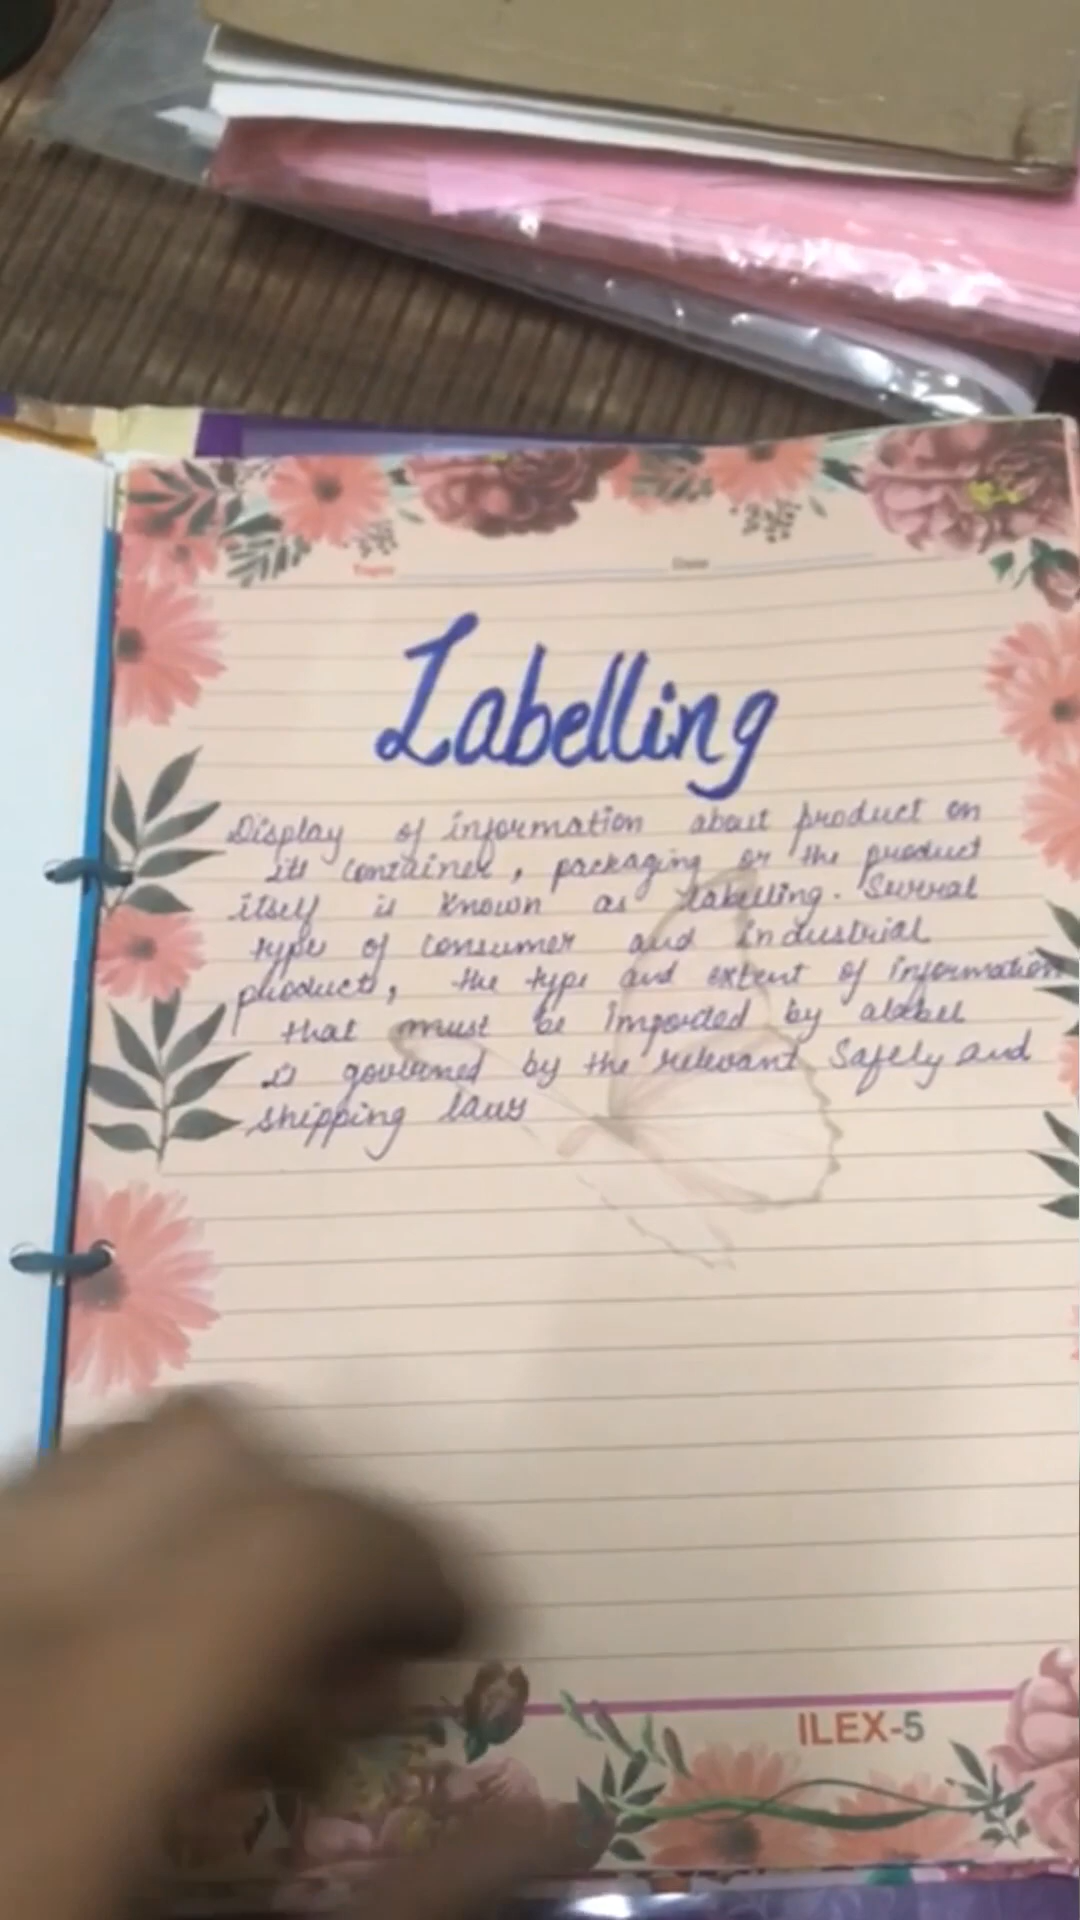 Topic Date
Labelling
Display of information about product on
its container, packaging or the product
itself is known as labelling. Several
type of consumer and industrial
products, the type and extent of information
that must be imparted by alabel
is governed by the relevant Safely and
shipping laws
ILEX-5